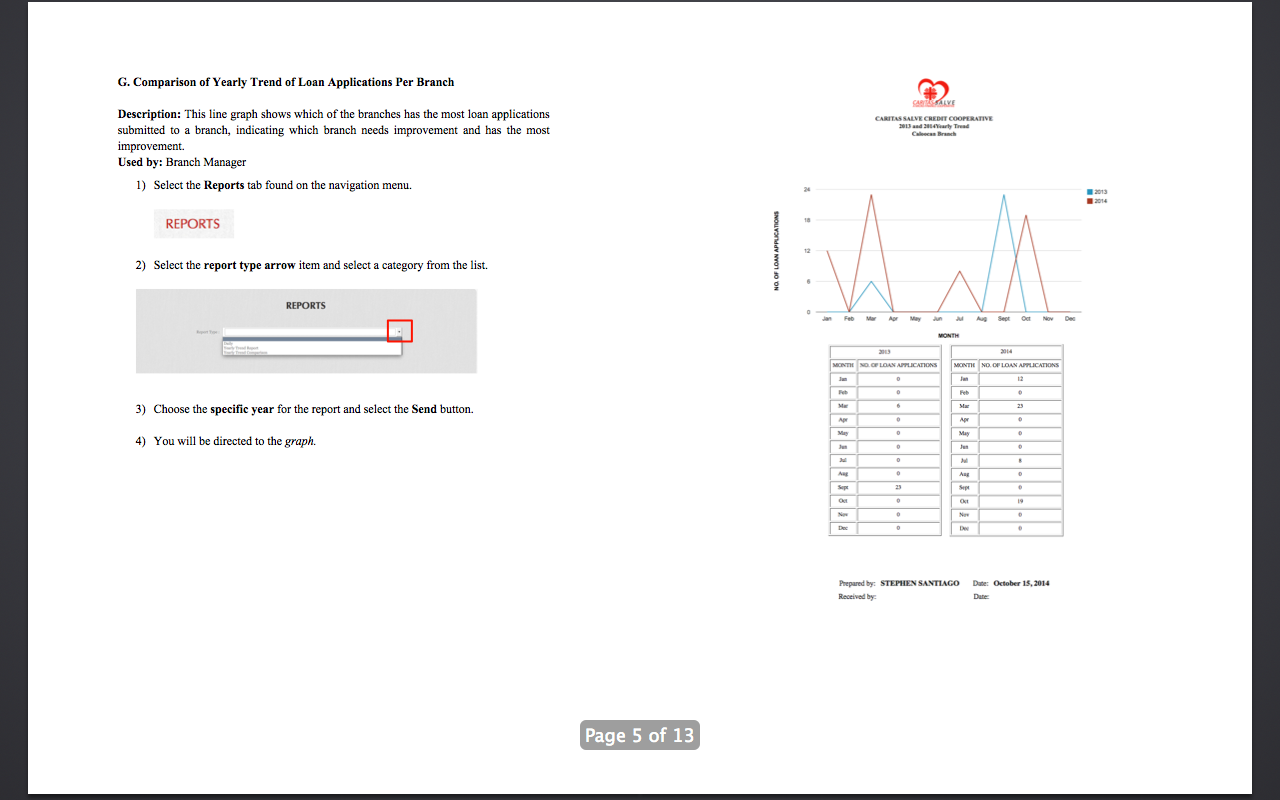 G. Comparison of Yearly Trend of Loan Applications Per Branch
Description: This line graph shows which of the branches has the most loan applications
submitted to a branch, indicating which branch needs improvement and has the most
improvement.
Used by: Branch Manager
1) Select the Reports tab found on the navigation menu.
REPORTS
2) Select the report type arrow item and select a category from the list.
REPORTS
Report Type:
Daily
Yearly Trend Report
Yearly Trend Comparison
3) Choose the specific year for the report and select the Send button.
4) You will be directed to the graph.
CARITAS SALVE
CARITAS SALVE CREDIT COOPERATIVE
2013 and 2014Yearly Trend
Caloocan Branch
NO. OF LOAN APPLICATIONS
24
18
12
6
0
2013
2014
Jan Feb Mar Apr May Jun Jul Aug Sept Oct Nov Dec
MONTH
2013 2014
MONTH NO. OF LOAN APPLICATIONS MONTH NO. OF LOAN APPLICATIONS
Jan 0 Jan 12
Feb 0 Feb 0
Mar 6 Mar 23
Apr 0 Apr 0
May 0 May 0
Jun 0 Jun 0
Jul 0 Jul 8
Aug 0 Aug 0
Sept 23 Sept 0
Oct 0 Oct 19
Nov 0 Nov 0
Dec 0 Dec 0
Prepared by: STEPHEN SANTIAGO Date: October 15, 2014
Received by: Date:
Page 5 of 13